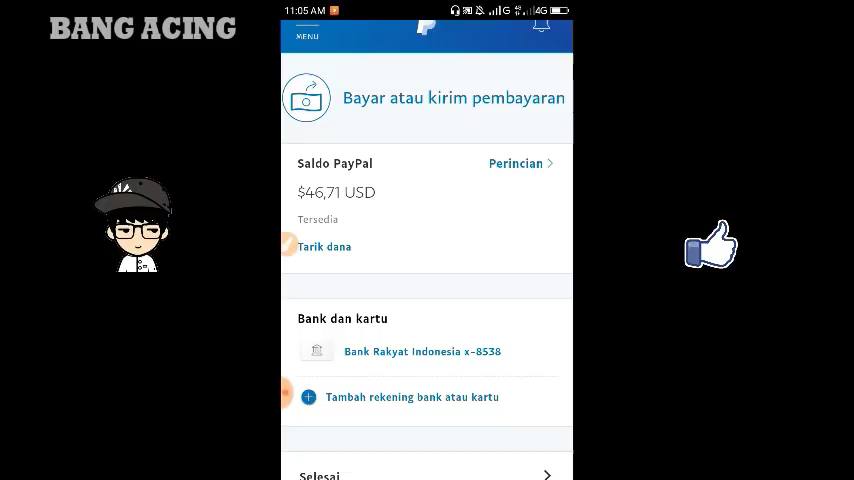 BANG ACING
11:05 AM
G
4G
MENU
Bayar atau kirim pembayaran
Saldo PayPal
Perincian
$46,71 USD
Tersedia
Tarik dana
Bank dan kartu
Bank Rakyat Indonesia x-8538
Tambah rekening bank atau kartu
Selesai